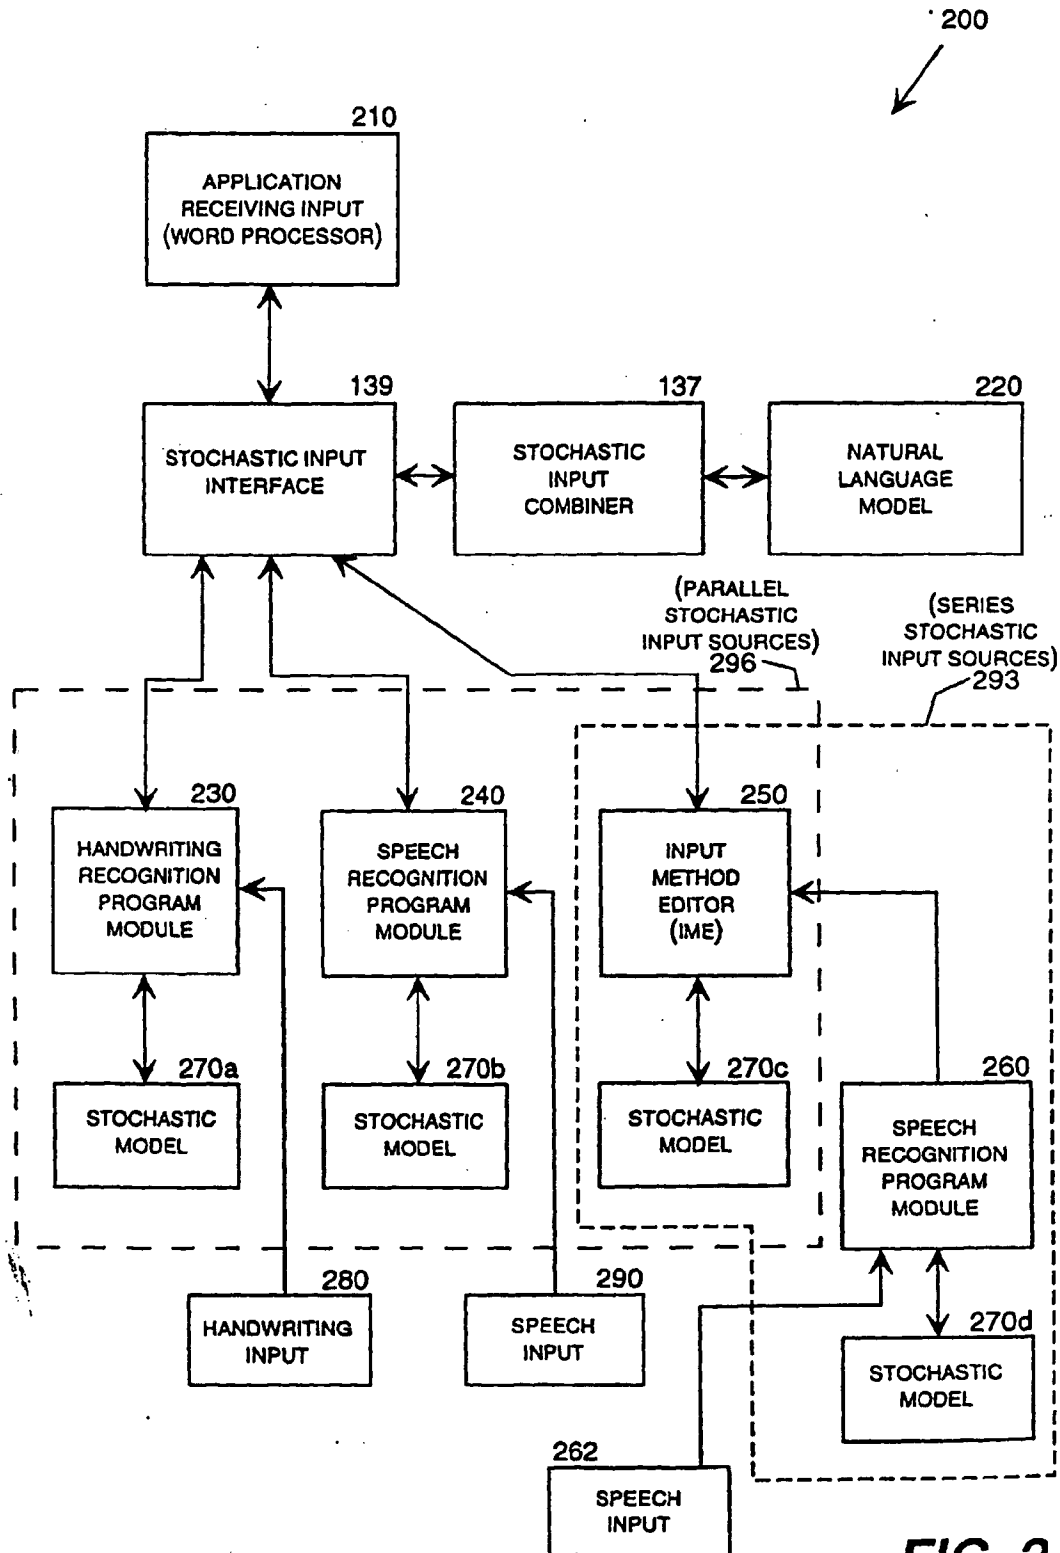 200
210
APPLICATION
RECEIVING INPUT
(WORD PROCESSOR)
139
STOCHASTIC INPUT
INTERFACE
137
STOCHASTIC
INPUT
COMBINER
220
NATURAL
LANGUAGE
MODEL
(PARALLEL
STOCHASTIC
INPUT SOURCES)
296
(SERIES
STOCHASTIC
INPUT SOURCES)
293
230
HANDWRITING
RECOGNITION
PROGRAM
MODULE
240
SPEECH
RECOGNITION
PROGRAM
MODULE
250
INPUT
METHOD
EDITOR
(IME)
270a
STOCHASTIC
MODEL
270b
STOCHASTIC
MODEL
270c
STOCHASTIC
MODEL
260
SPEECH
RECOGNITION
PROGRAM
MODULE
280
HANDWRITING
INPUT
290
SPEECH
INPUT
270d
STOCHASTIC
MODEL
262
SPEECH
INPUT
FIG. 2